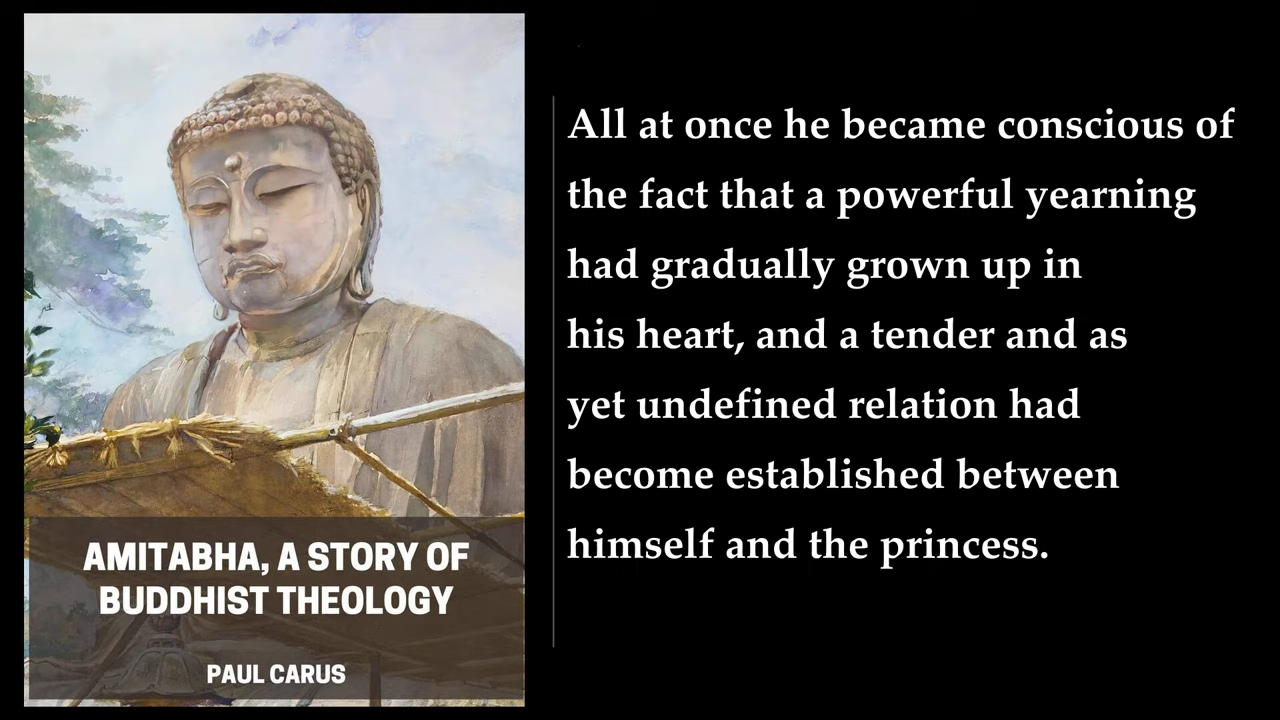 AMITABHA, A STORY OF
BUDDHIST THEOLOGY
PAUL CARUS
All at once he became conscious of
the fact that a powerful yearning
had gradually grown up in
his heart, and a tender and as
yet undefined relation had
become established between
himself and the princess.